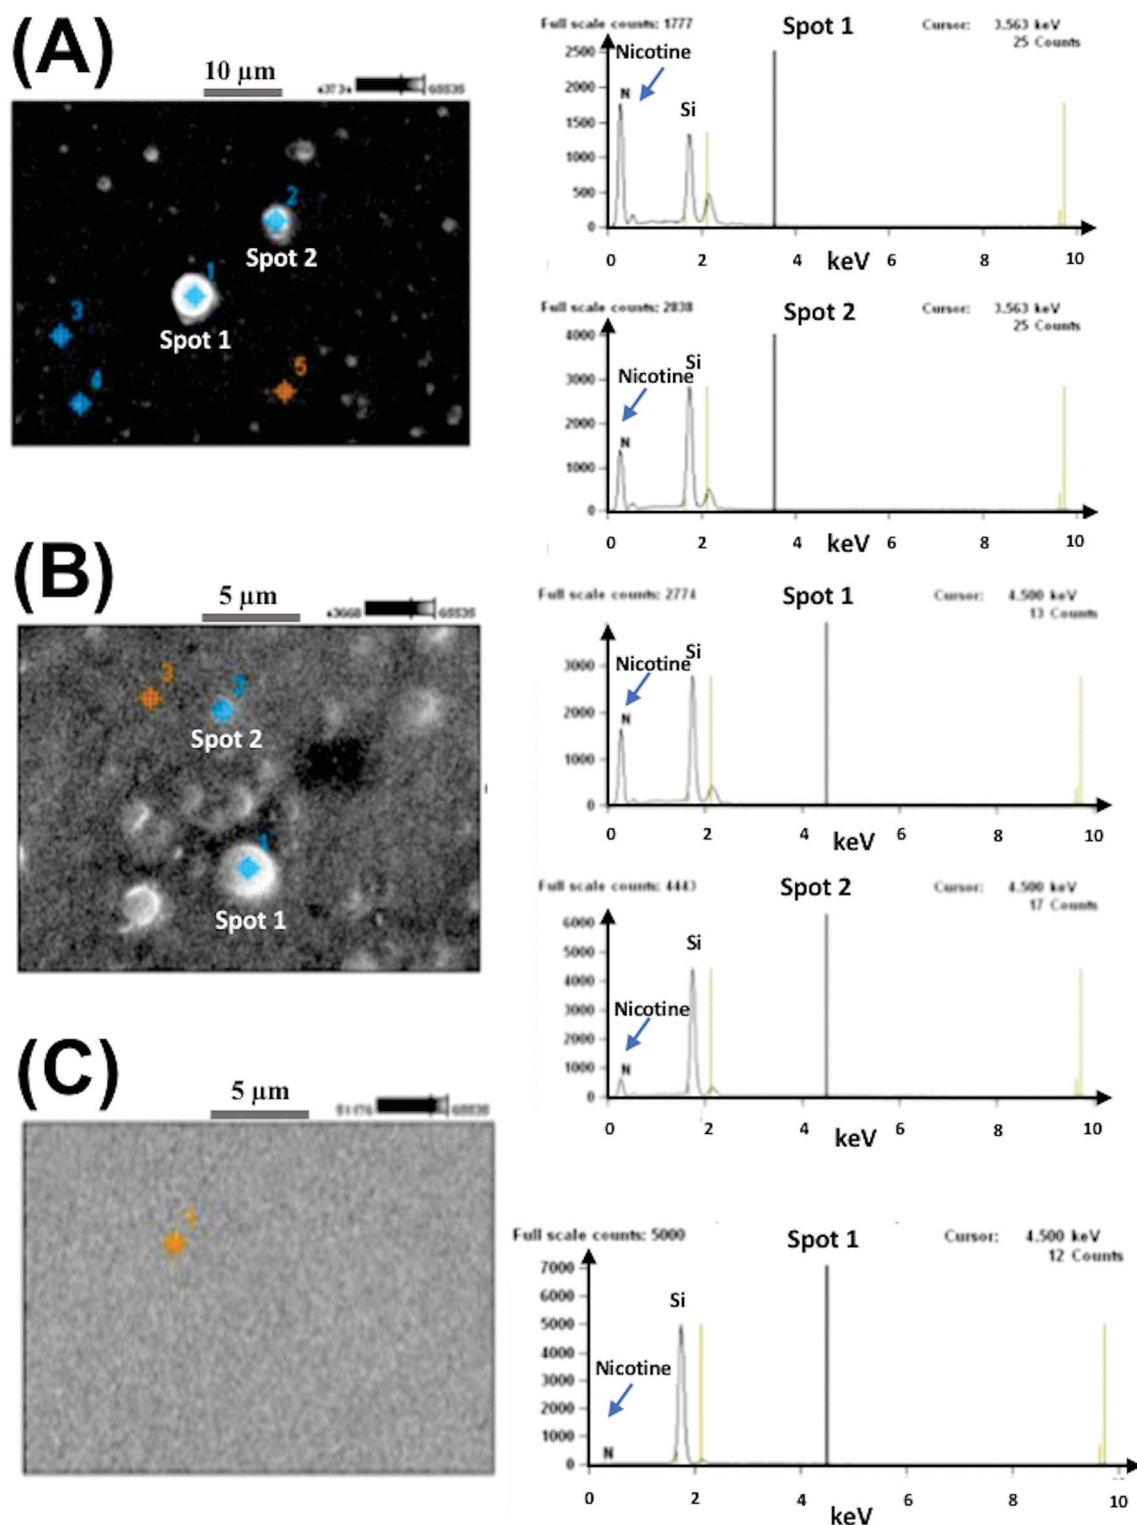 (A)
10 µm
65535
1
2
3
4
5
Spot 2
Spot 1
Full scale counts: 1777
Spot 1
Cursor: 3.563 keV
25 Counts
2500
2000
1500
1000
500
0
Nicotine
N
Si
0 2 4 6 8 10
keV
Full scale counts: 2838
Spot 2
Cursor: 3.563 keV
25 Counts
4000
3000
2000
1000
0
Nicotine
N
Si
0 2 4 6 8 10
keV
(B)
5 µm
65535
3
Spot 2
1
Spot 1
Full scale counts: 2774
Spot 1
Cursor: 4.500 keV
13 Counts
3000
2000
1000
0
Nicotine
N
Si
0 2 4 6 8 10
keV
Full scale counts: 4443
Spot 2
Cursor: 4.500 keV
17 Counts
6000
5000
4000
3000
2000
1000
0
Nicotine
N
Si
0 2 4 6 8 10
keV
(C)
5 µm
65535
Full scale counts: 5000
Spot 1
Cursor: 4.500 keV
12 Counts
7000
6000
5000
4000
3000
2000
1000
0
Nicotine
N
Si
0 2 4 6 8 10
keV